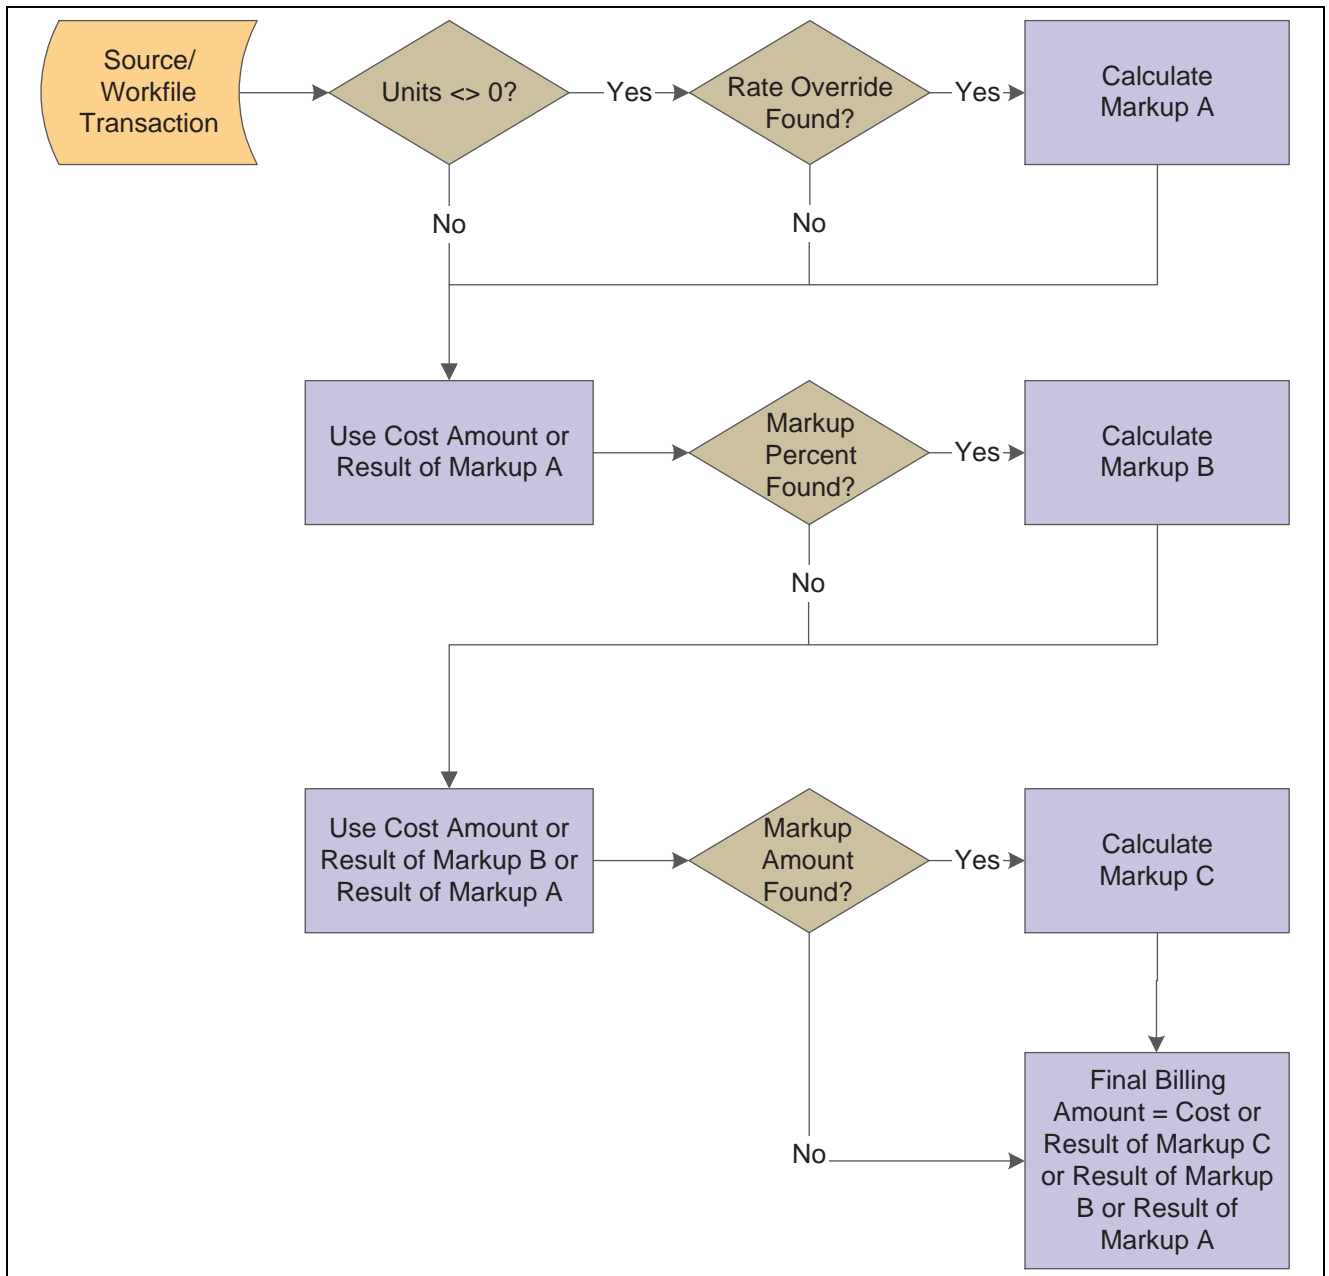 Source/
Workfile
Transaction
Units <> 0?
Yes
Rate Override
Found?
Yes
Calculate
Markup A
No
No
Use Cost Amount or
Result of Markup A
Markup
Percent
Found?
Yes
Calculate
Markup B
No
Use Cost Amount or
Result of Markup B or
Result of Markup A
Markup
Amount
Found?
Yes
Calculate
Markup C
No
Final Billing
Amount = Cost or
Result of Markup C
or Result of Markup
B or Result of
Markup A